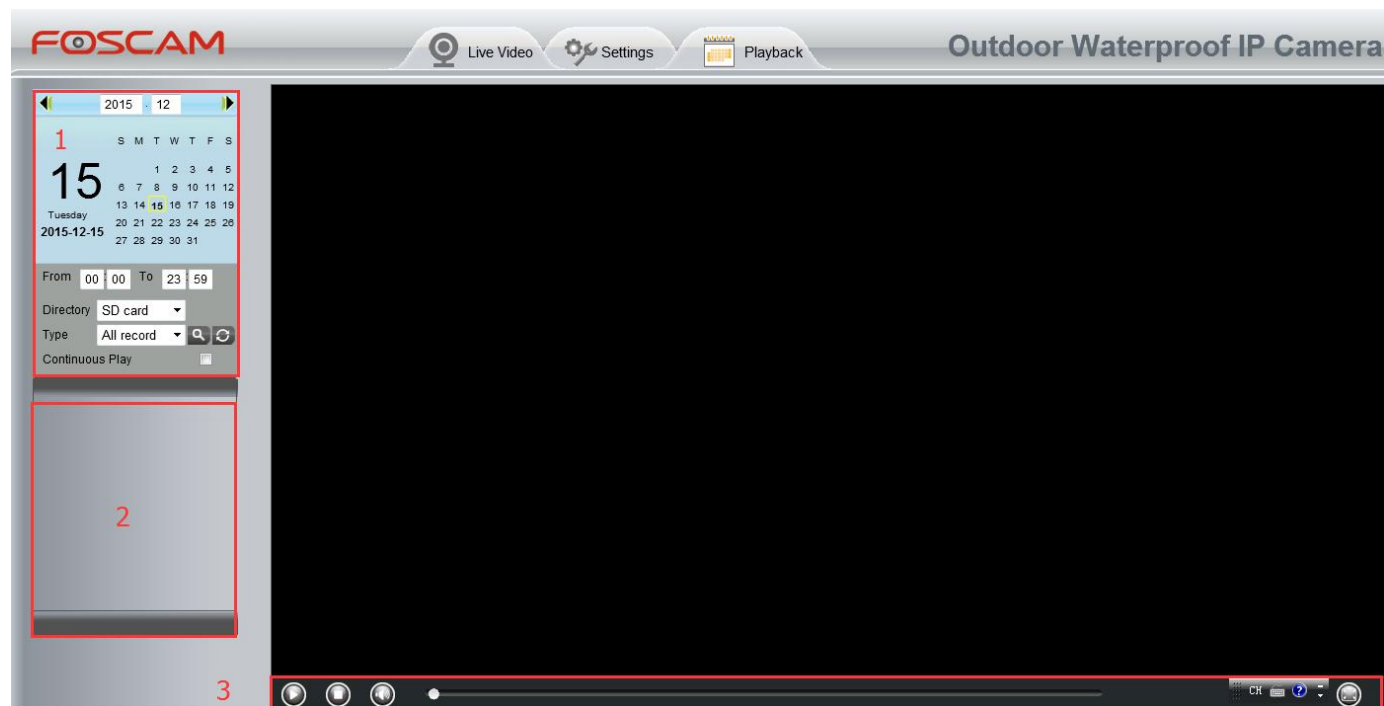 FOSCAM
Live Video
Settings
Playback
Outdoor Waterproof IP Camera
2015 . 12
1
S M T W T F S
15
1 2 3 4 5
6 7 8 9 10 11 12
13 14 15 16 17 18 19
20 21 22 23 24 25 26
27 28 29 30 31
Tuesday
2015-12-15
From 00 : 00 To 23 : 59
Directory SD card
Type All record
Continuous Play
2
3
CH ?